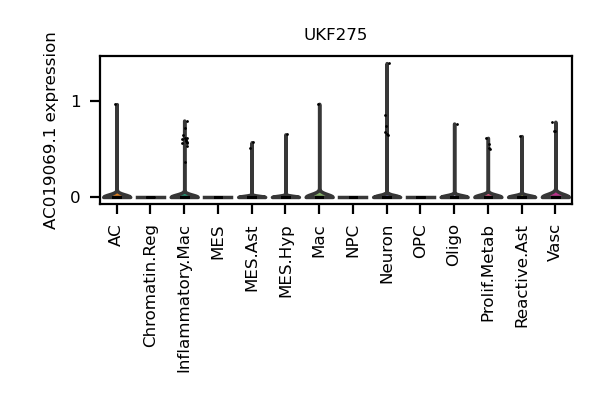 UKF275
AC019069.1 expression
1
0
AC
Chromatin.Reg
Inflammatory.Mac
MES
MES.Ast
MES.Hyp
Mac
NPC
Neuron
OPC
Oligo
Prolif.Metab
Reactive.Ast
Vasc